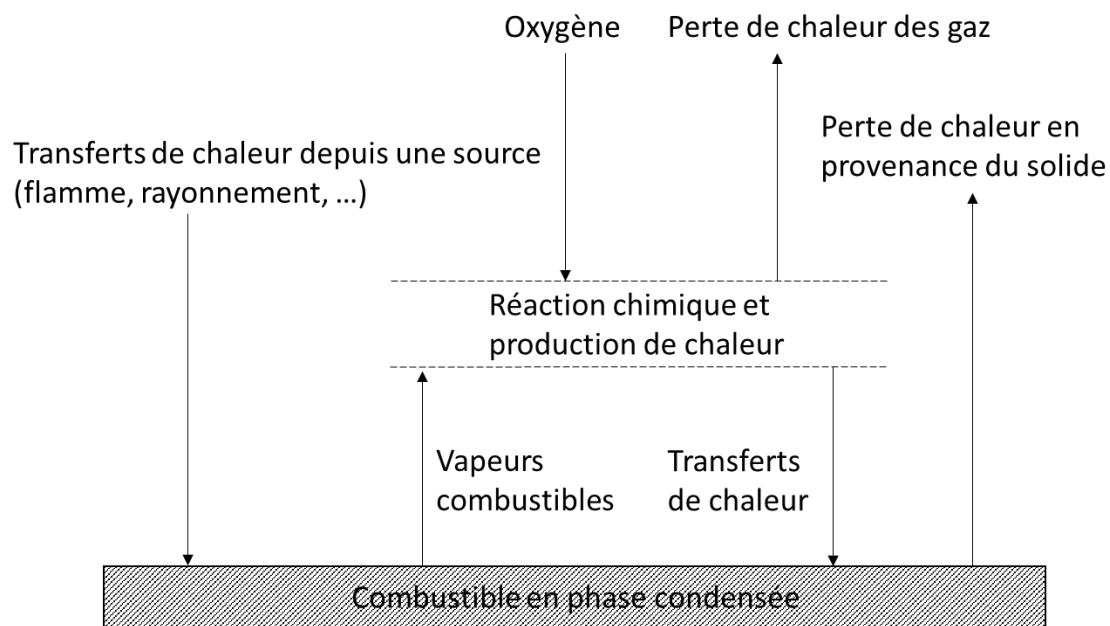 Oxygène
Perte de chaleur des gaz
Perte de chaleur en
provenance du solide
Transferts de chaleur depuis une source
(flamme, rayonnement, …)
Réaction chimique et
production de chaleur
Vapeurs
combustibles
Transferts
de chaleur
Combustible en phase condensée